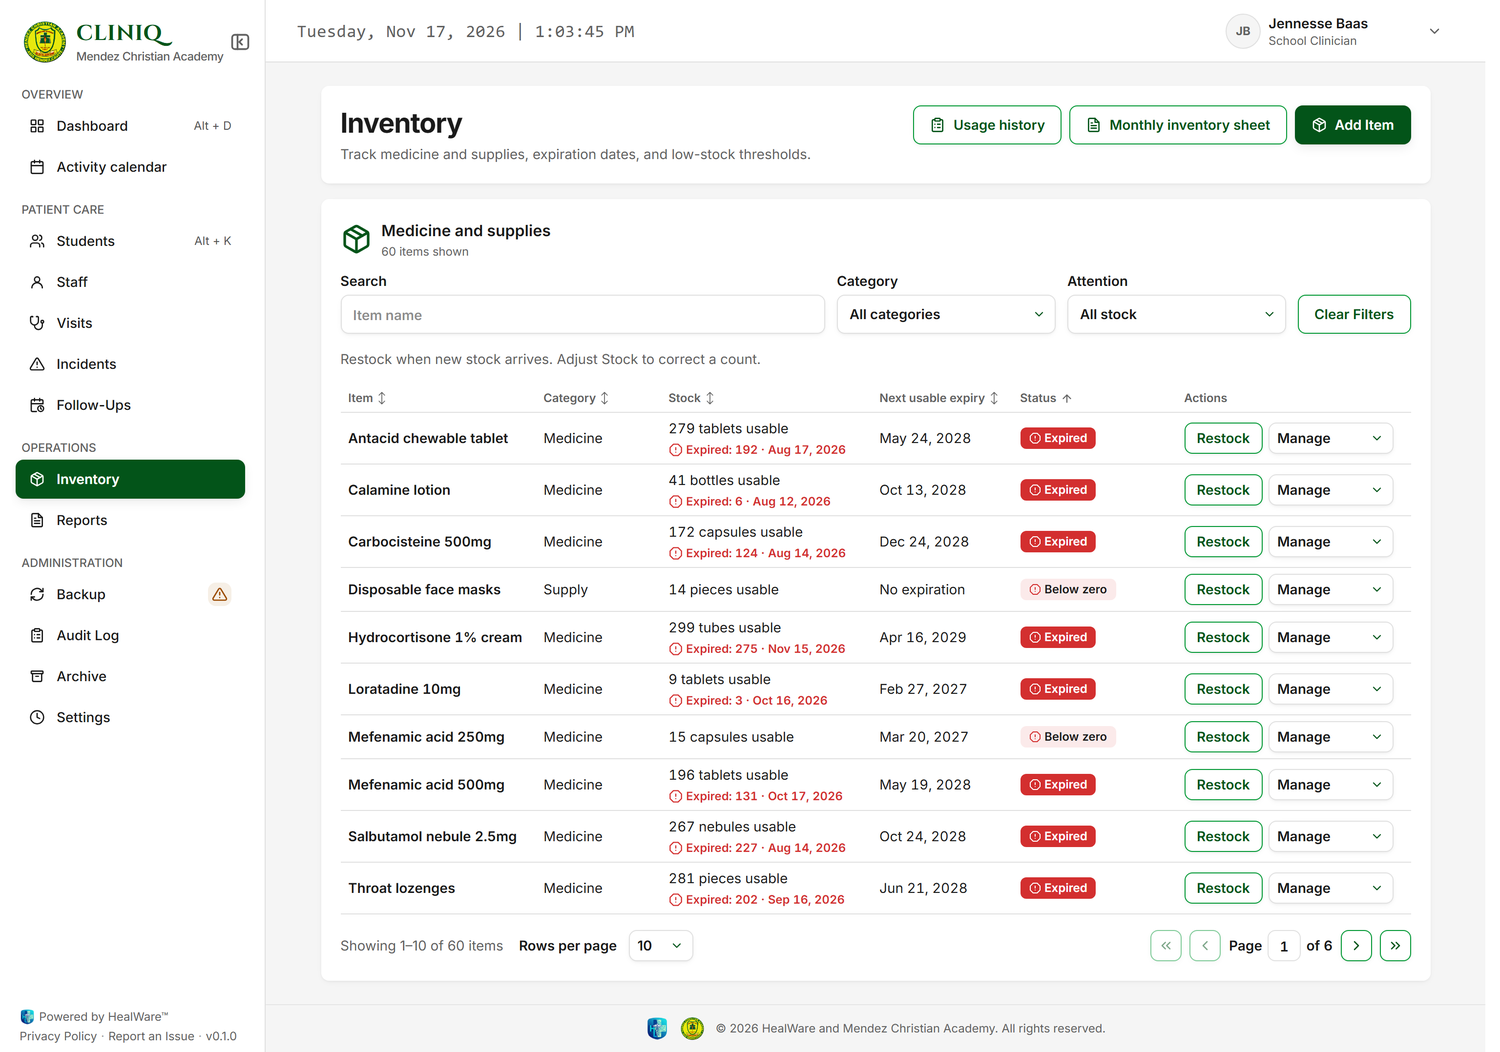 CLINIQ
Mendez Christian Academy
OVERVIEW
Dashboard Alt + D
Activity calendar
PATIENT CARE
Students Alt + K
Staff
Visits
Incidents
Follow-Ups
OPERATIONS
Inventory
Reports
ADMINISTRATION
Backup
Audit Log
Archive
Settings
Powered by HealWare™
Privacy Policy · Report an Issue · v0.1.0
Tuesday, Nov 17, 2026 | 1:03:45 PM
JB
Jennesse Baas
School Clinician
Inventory
Track medicine and supplies, expiration dates, and low-stock thresholds.
Usage history
Monthly inventory sheet
Add Item
Medicine and supplies
60 items shown
Search Category Attention
Item name All categories All stock Clear Filters
Restock when new stock arrives. Adjust Stock to correct a count.
Item Category Stock Next usable expiry Status Actions
Antacid chewable tablet Medicine 279 tablets usable May 24, 2028 Expired Restock Manage
Expired: 192 · Aug 17, 2026
Calamine lotion Medicine 41 bottles usable Oct 13, 2028 Expired Restock Manage
Expired: 6 · Aug 12, 2026
Carbocisteine 500mg Medicine 172 capsules usable Dec 24, 2028 Expired Restock Manage
Expired: 124 · Aug 14, 2026
Disposable face masks Supply 14 pieces usable No expiration Below zero Restock Manage
Hydrocortisone 1% cream Medicine 299 tubes usable Apr 16, 2029 Expired Restock Manage
Expired: 275 · Nov 15, 2026
Loratadine 10mg Medicine 9 tablets usable Feb 27, 2027 Expired Restock Manage
Expired: 3 · Oct 16, 2026
Mefenamic acid 250mg Medicine 15 capsules usable Mar 20, 2027 Below zero Restock Manage
Mefenamic acid 500mg Medicine 196 tablets usable May 19, 2028 Expired Restock Manage
Expired: 131 · Oct 17, 2026
Salbutamol nebule 2.5mg Medicine 267 nebules usable Oct 24, 2028 Expired Restock Manage
Expired: 227 · Aug 14, 2026
Throat lozenges Medicine 281 pieces usable Jun 21, 2028 Expired Restock Manage
Expired: 202 · Sep 16, 2026
Showing 1–10 of 60 items Rows per page 10 Page 1 of 6
© 2026 HealWare and Mendez Christian Academy. All rights reserved.